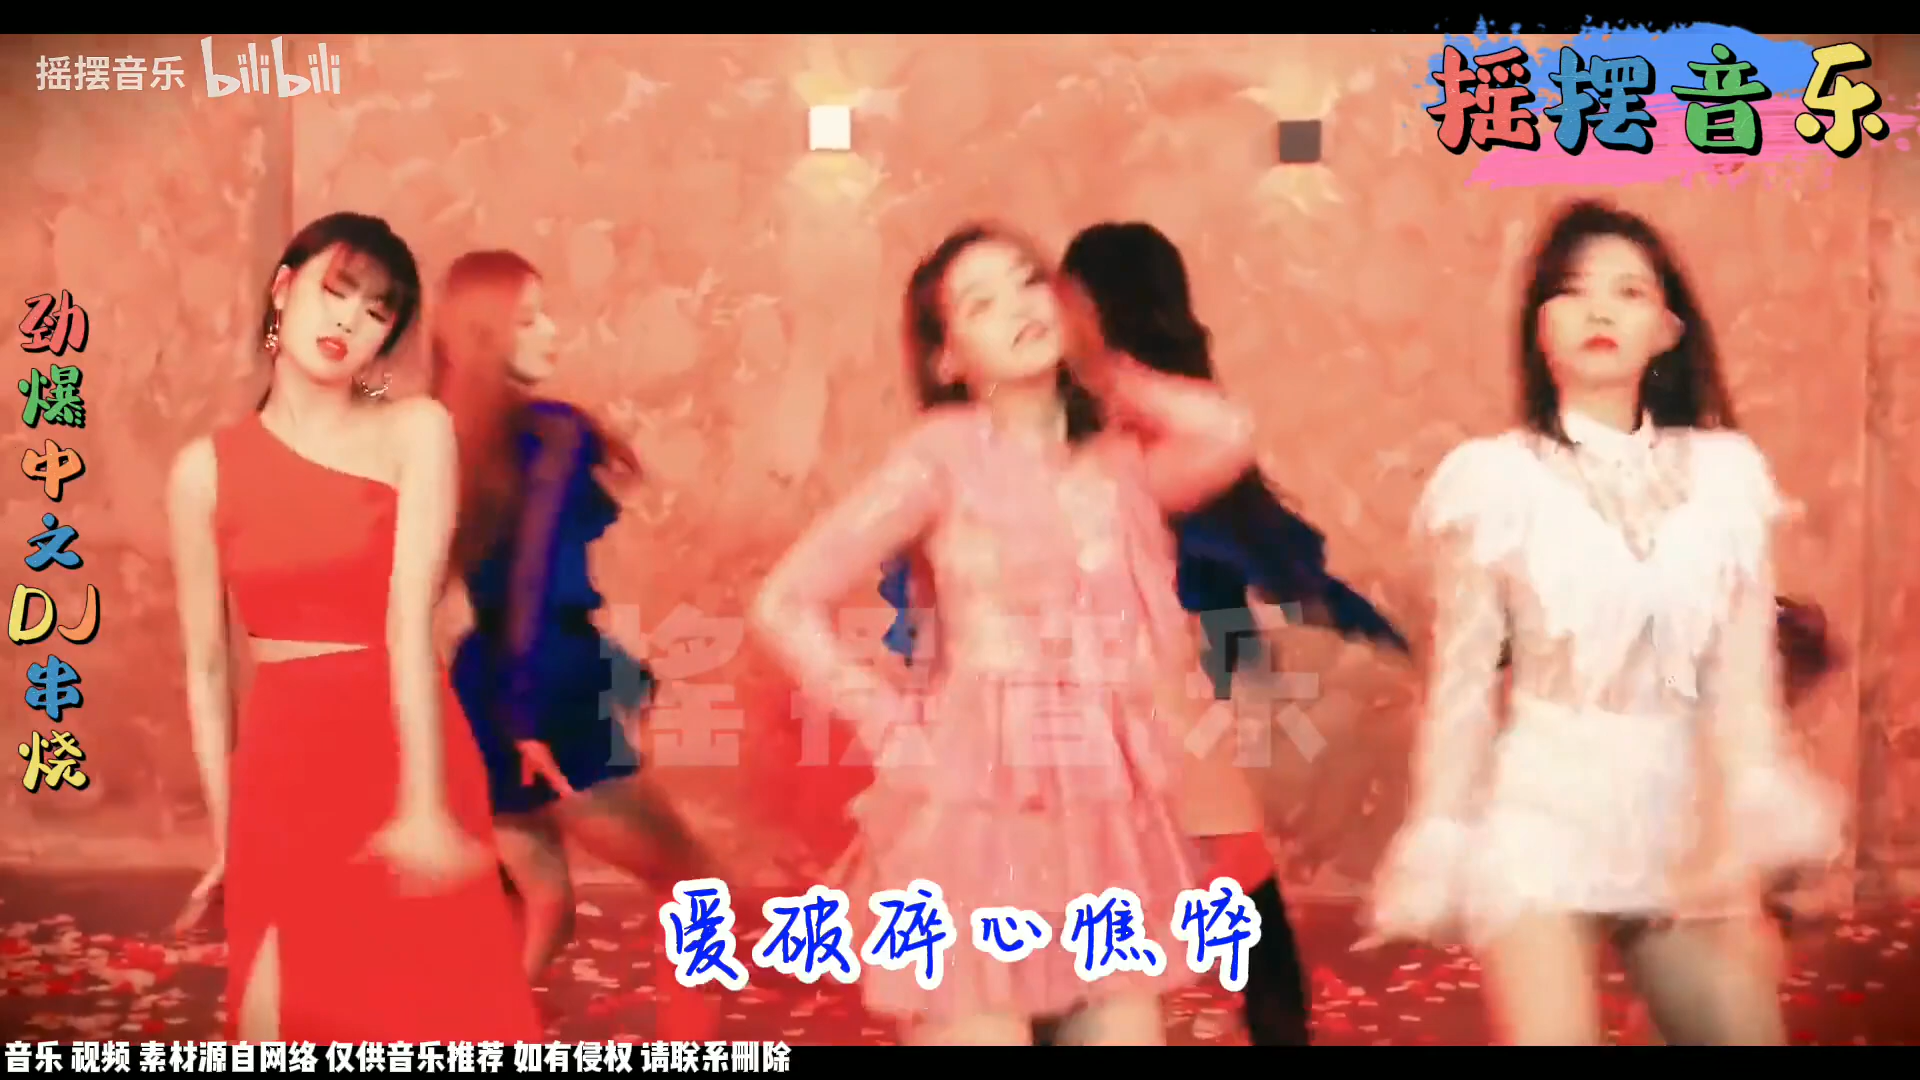 摇摆音乐 bilibili
摇摆音乐
劲爆中文DJ串烧
摇摆音乐
爱破碎心憔悴
音乐 视频 素材源自网络 仅供音乐推荐 如有侵权 请联系删除